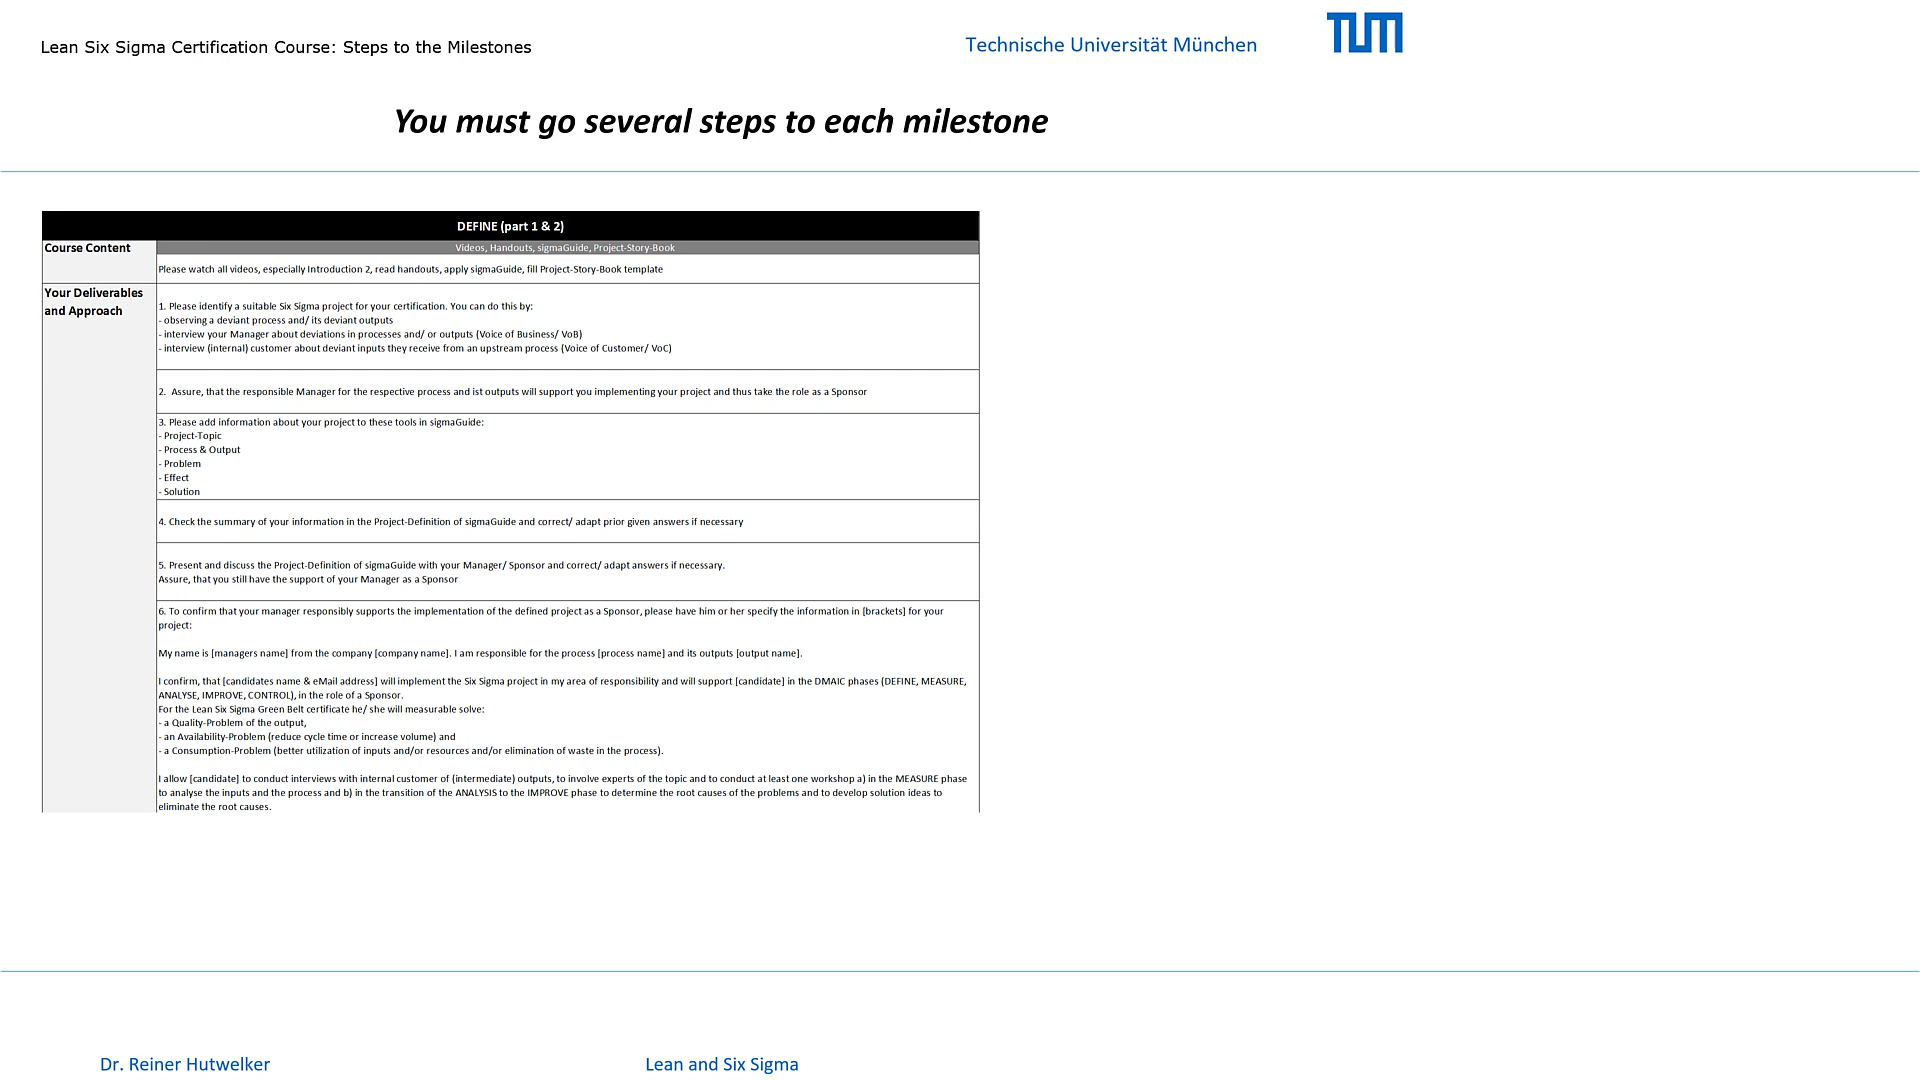 Lean Six Sigma Certification Course: Steps to the Milestones
Technische Universität München
TUM
You must go several steps to each milestone
DEFINE (part 1 & 2)
Course Content
Videos, Handouts, sigmaGuide, Project-Story-Book
Please watch all videos, especially Introduction 2, read handouts, apply sigmaGuide, fill Project-Story-Book template
Your Deliverables
and Approach
1. Please identify a suitable Six Sigma project for your certification. You can do this by:
- observing a deviant process and/ its deviant outputs
- interview your Manager about deviations in processes and/ or outputs (Voice of Business/ VoB)
- interview (internal) customer about deviant inputs they receive from an upstream process (Voice of Customer/ VoC)
2. Assure, that the responsible Manager for the respective process and ist outputs will support you implementing your project and thus take the role as a Sponsor
3. Please add information about your project to these tools in sigmaGuide:
- Project-Topic
- Process & Output
- Problem
- Effect
- Solution
4. Check the summary of your information in the Project-Definition of sigmaGuide and correct/ adapt prior given answers if necessary
5. Present and discuss the Project-Definition of sigmaGuide with your Manager/ Sponsor and correct/ adapt answers if necessary.
Assure, that you still have the support of your Manager as a Sponsor
6. To confirm that your manager responsibly supports the implementation of the defined project as a Sponsor, please have him or her specify the information in [brackets] for your
project:
My name is [managers name] from the company [company name]. I am responsible for the process [process name] and its outputs [output name].
I confirm, that [candidates name & eMail address] will implement the Six Sigma project in my area of responsibility and will support [candidate] in the DMAIC phases (DEFINE, MEASURE,
ANALYSE, IMPROVE, CONTROL), in the role of a Sponsor.
For the Lean Six Sigma Green Belt certificate he/ she will measurable solve:
- a Quality-Problem of the output,
- an Availability-Problem (reduce cycle time or increase volume) and
- a Consumption-Problem (better utilization of inputs and/or resources and/or elimination of waste in the process).
I allow [candidate] to conduct interviews with internal customer of (intermediate) outputs, to involve experts of the topic and to conduct at least one workshop a) in the MEASURE phase
to analyse the inputs and the process and b) in the transition of the ANALYSIS to the IMPROVE phase to determine the root causes of the problems and to develop solution ideas to
eliminate the root causes.
Dr. Reiner Hutwelker
Lean and Six Sigma